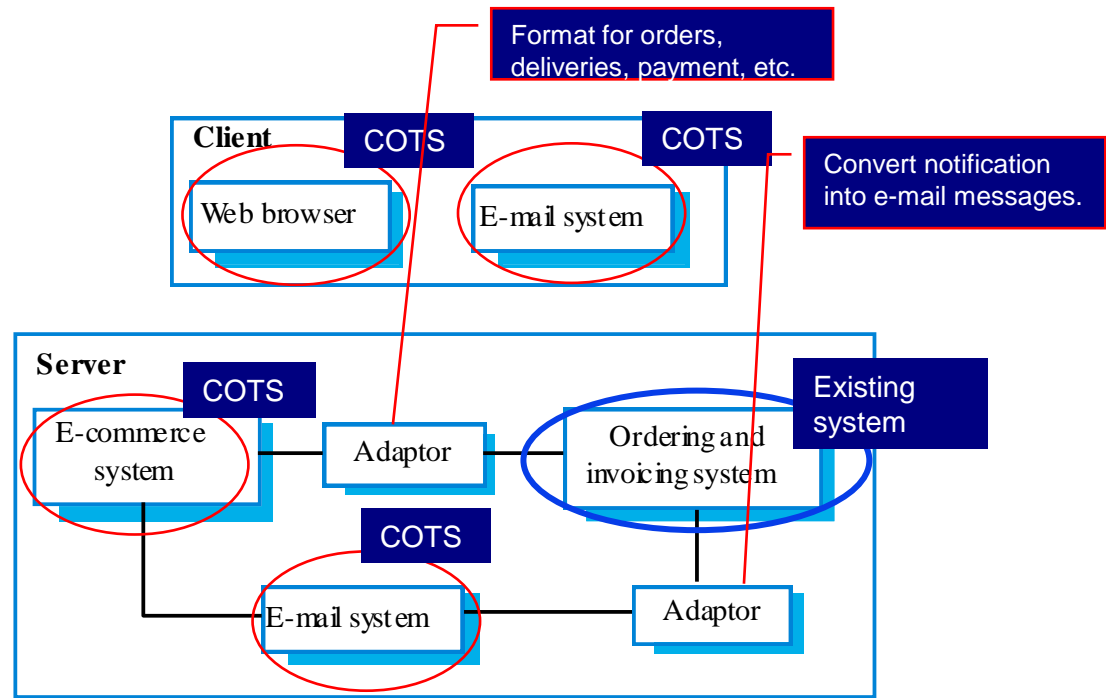 Format for orders,
deliveries, payment, etc.
Client
COTS
COTS
Convert notification
into e-mail messages.
Web browser
E-mail system
Server
COTS
Existing
system
E-commerce
system
Adaptor
Ordering and
invoicing system
COTS
E-mail system
Adaptor